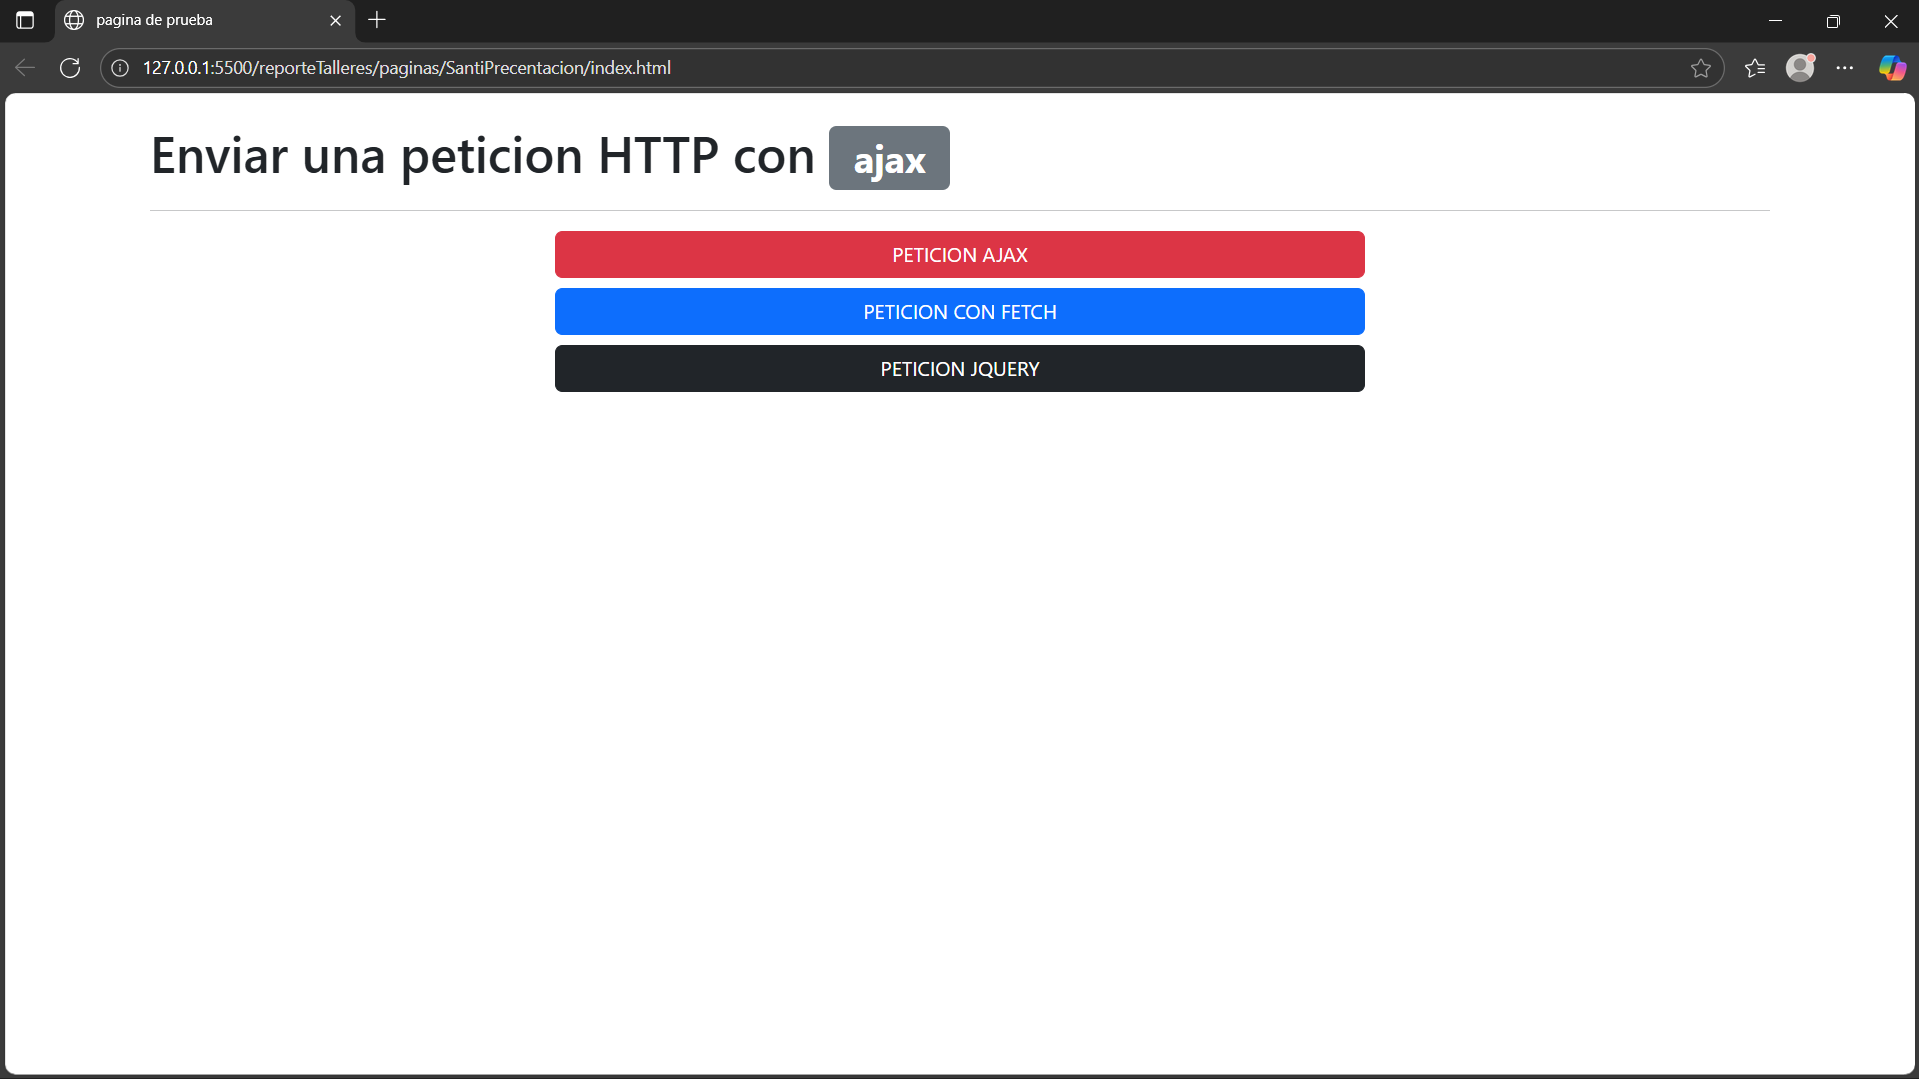 pagina de prueba
127.0.0.1:5500/reporteTalleres/paginas/SantiPrecentacion/index.html
Enviar una peticion HTTP con ajax
PETICION AJAX
PETICION CON FETCH
PETICION JQUERY